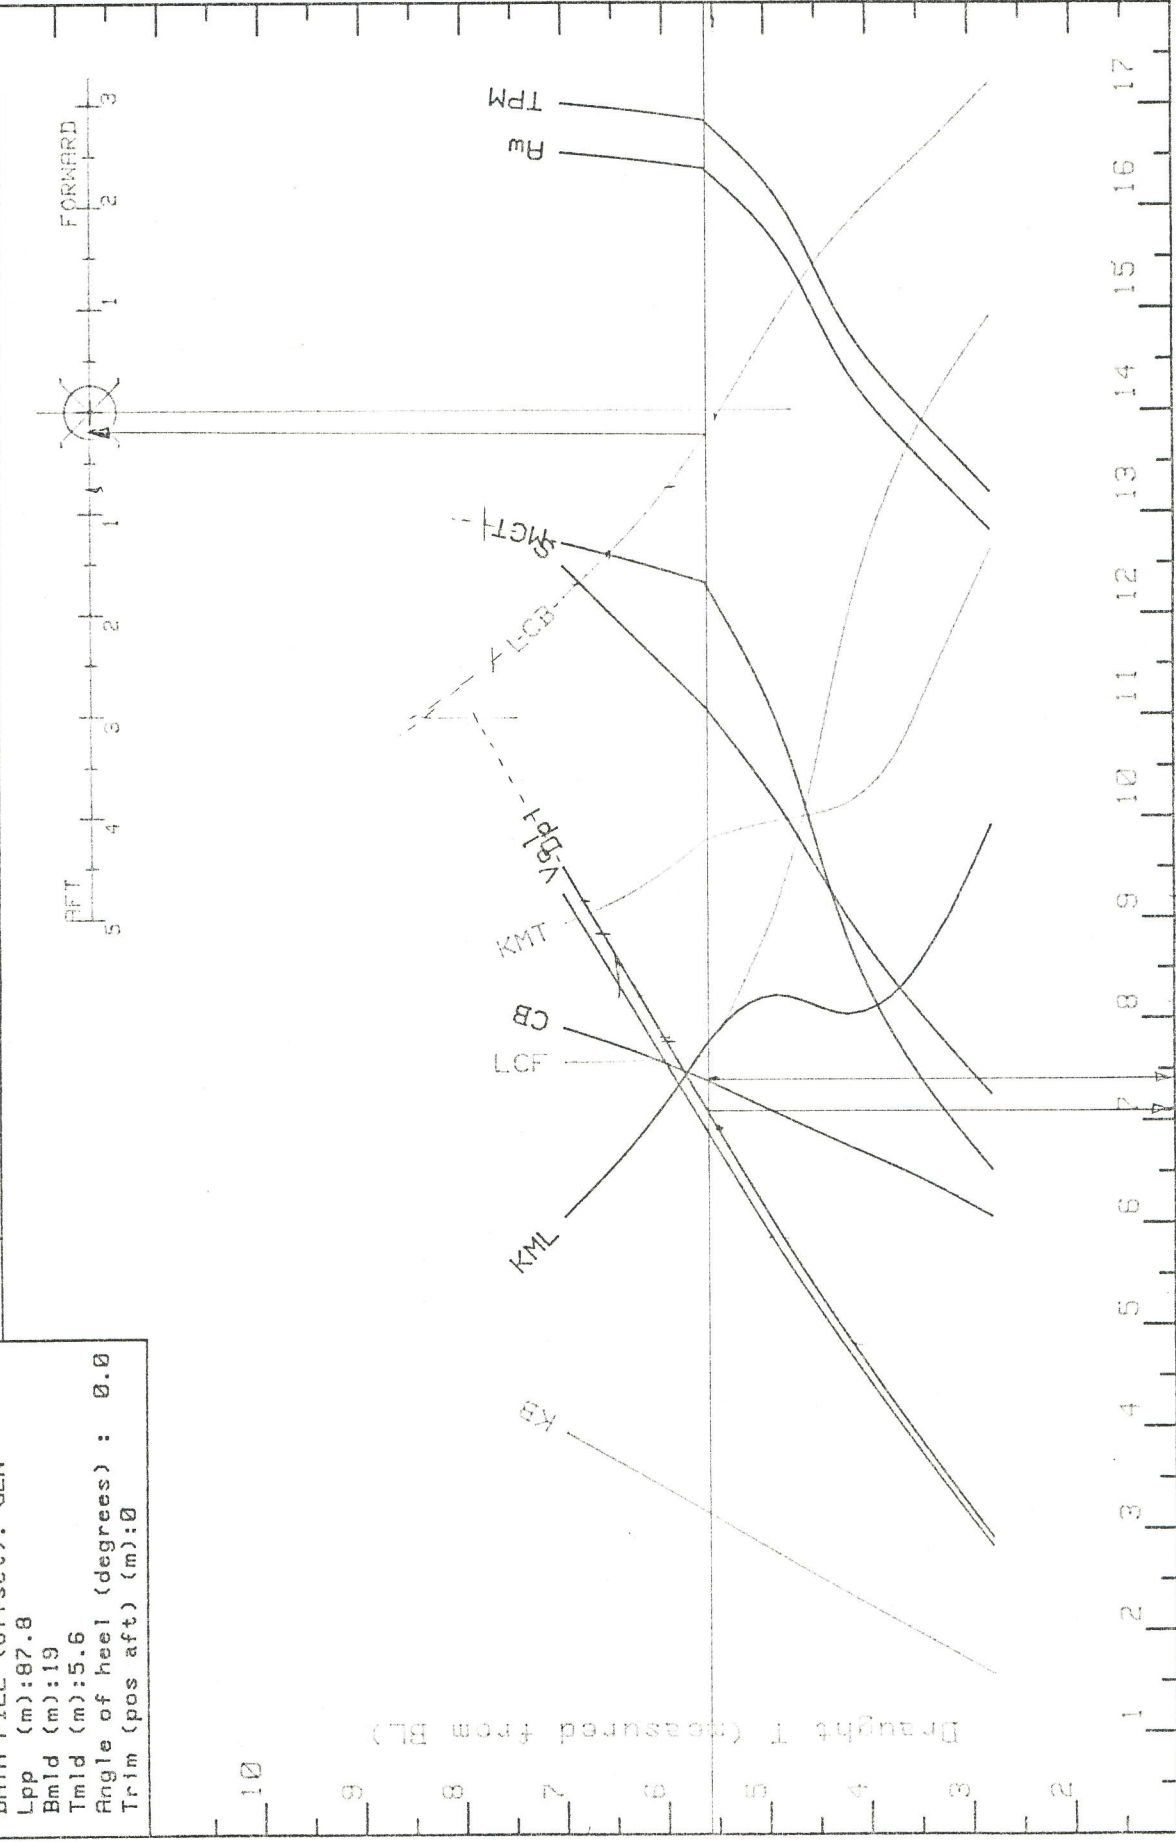 Lpp (m):87.8
Bmld (m):19
Tmld (m):5.6
Angle of heel (degrees) : 0.0
Trim (pos aft) (m):0
AFT
FORWARD
5 4 3 2 1 1 2 3
TPM
Aw
MCT
S
LCB
Vol
Dpl
KMT
CB
LCF
KML
KB
Draught T (measured from BL)
10 9 8 7 6 5 4 3 2
1 2 3 4 5 6 7 8 9 10 11 12 13 14 15 16 17